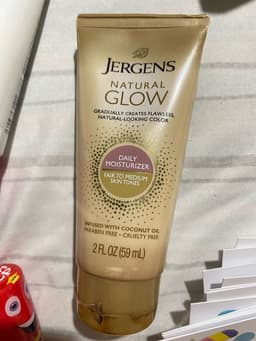 JERGENS
NATURAL
GLOW
GRADUALLY CREATES FLAWLESS,
NATURAL-LOOKING COLOR
DAILY
MOISTURIZER
FAIR TO MEDIUM
SKIN TONES
INFUSED WITH COCONUT OIL
PARABEN FREE • CRUELTY FREE
2 FL OZ (59 mL)